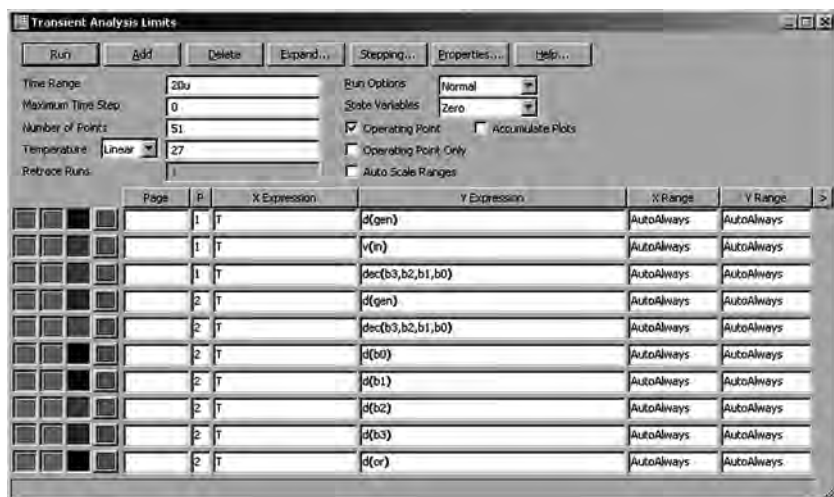 Transient Analysis Limits
Run Add Delete Expand... Stepping... Properties... Help...
Time Range 20u Run Options Normal
Maximum Time Step 0 State Variables Zero
Number of Points 51 Operating Point Accumulate Plots
Temperature Linear 27 Operating Point Only
Retrace Runs 1 Auto Scale Ranges
Page P X Expression Y Expression X Range Y Range >
1 T d(gen) AutoAlways AutoAlways
1 T v(in) AutoAlways AutoAlways
1 T dec(b3,b2,b1,b0) AutoAlways AutoAlways
2 T d(gen) AutoAlways AutoAlways
2 T dec(b3,b2,b1,b0) AutoAlways AutoAlways
2 T d(b0) AutoAlways AutoAlways
2 T d(b1) AutoAlways AutoAlways
2 T d(b2) AutoAlways AutoAlways
2 T d(b3) AutoAlways AutoAlways
2 T d(or) AutoAlways AutoAlways